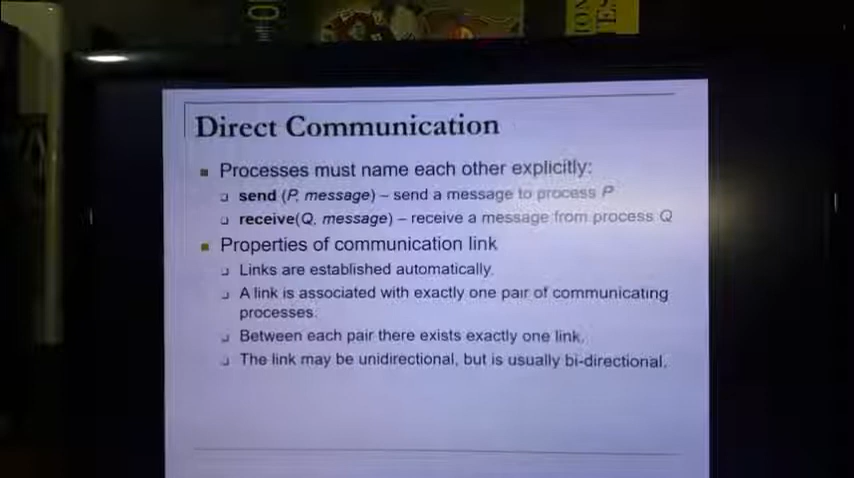 Direct Communication
Processes must name each other explicitly:
send (P, message) – send a message to process P
receive(Q, message) – receive a message from process Q
Properties of communication link
Links are established automatically.
A link is associated with exactly one pair of communicating
processes.
Between each pair there exists exactly one link.
The link may be unidirectional, but is usually bi-directional.